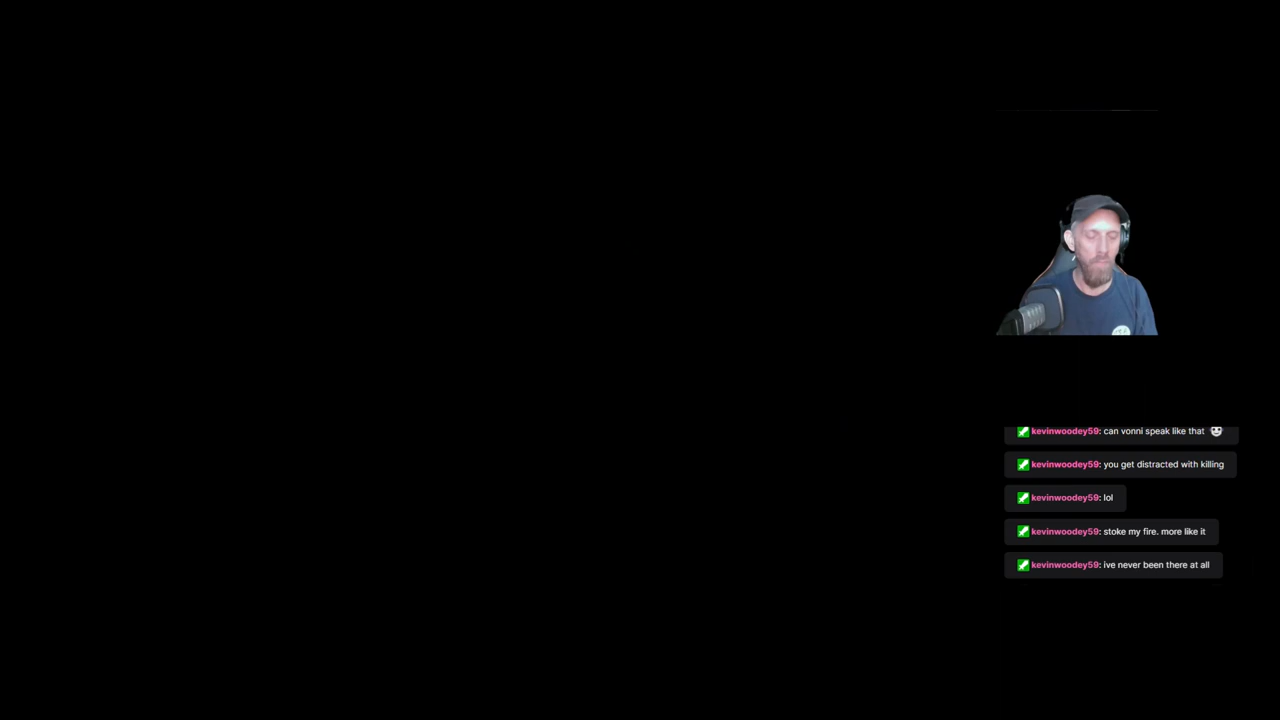 kevinwoodey59: can vonni speak like that
kevinwoodey59: you get distracted with killing
kevinwoodey59: lol
kevinwoodey59: stoke my fire. more like it
kevinwoodey59: ive never been there at all